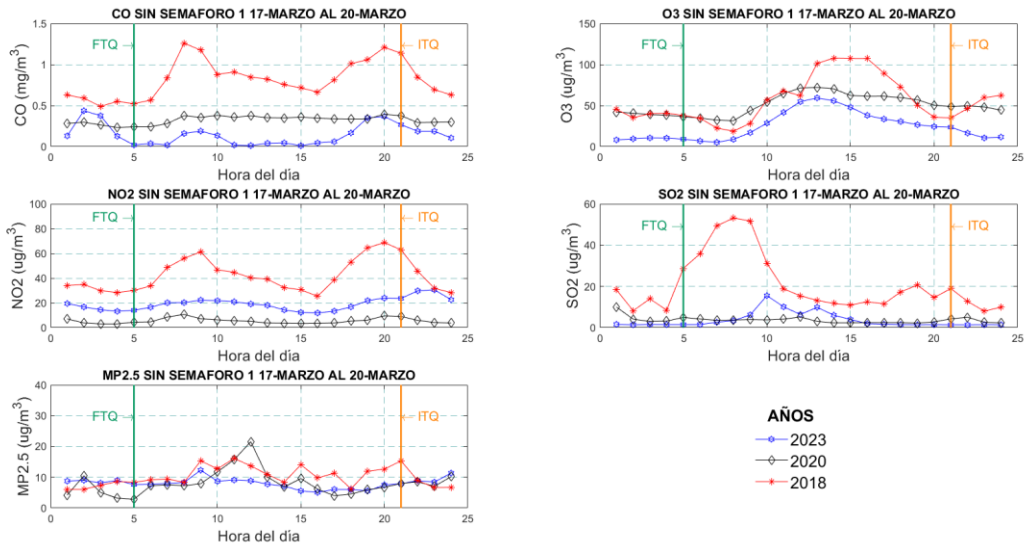 CO SIN SEMAFORO 1 17-MARZO AL 20-MARZO
1.5
1
0.5
0
CO (mg/m³)
FTQ
ITQ
0 5 10 15 20 25
Hora del dìa
O3 SIN SEMAFORO 1 17-MARZO AL 20-MARZO
150
100
50
0
O3 (ug/m³)
FTQ
ITQ
0 5 10 15 20 25
Hora del dìa
NO2 SIN SEMAFORO 1 17-MARZO AL 20-MARZO
100
80
60
40
20
0
NO2 (ug/m³)
FTQ
ITQ
0 5 10 15 20 25
Hora del dìa
SO2 SIN SEMAFORO 1 17-MARZO AL 20-MARZO
60
40
20
0
SO2 (ug/m³)
FTQ
ITQ
0 5 10 15 20 25
Hora del dìa
MP2.5 SIN SEMAFORO 1 17-MARZO AL 20-MARZO
40
30
20
10
0
MP2.5 (ug/m³)
FTQ
ITQ
0 5 10 15 20 25
Hora del dìa
AÑOS
2023
2020
2018